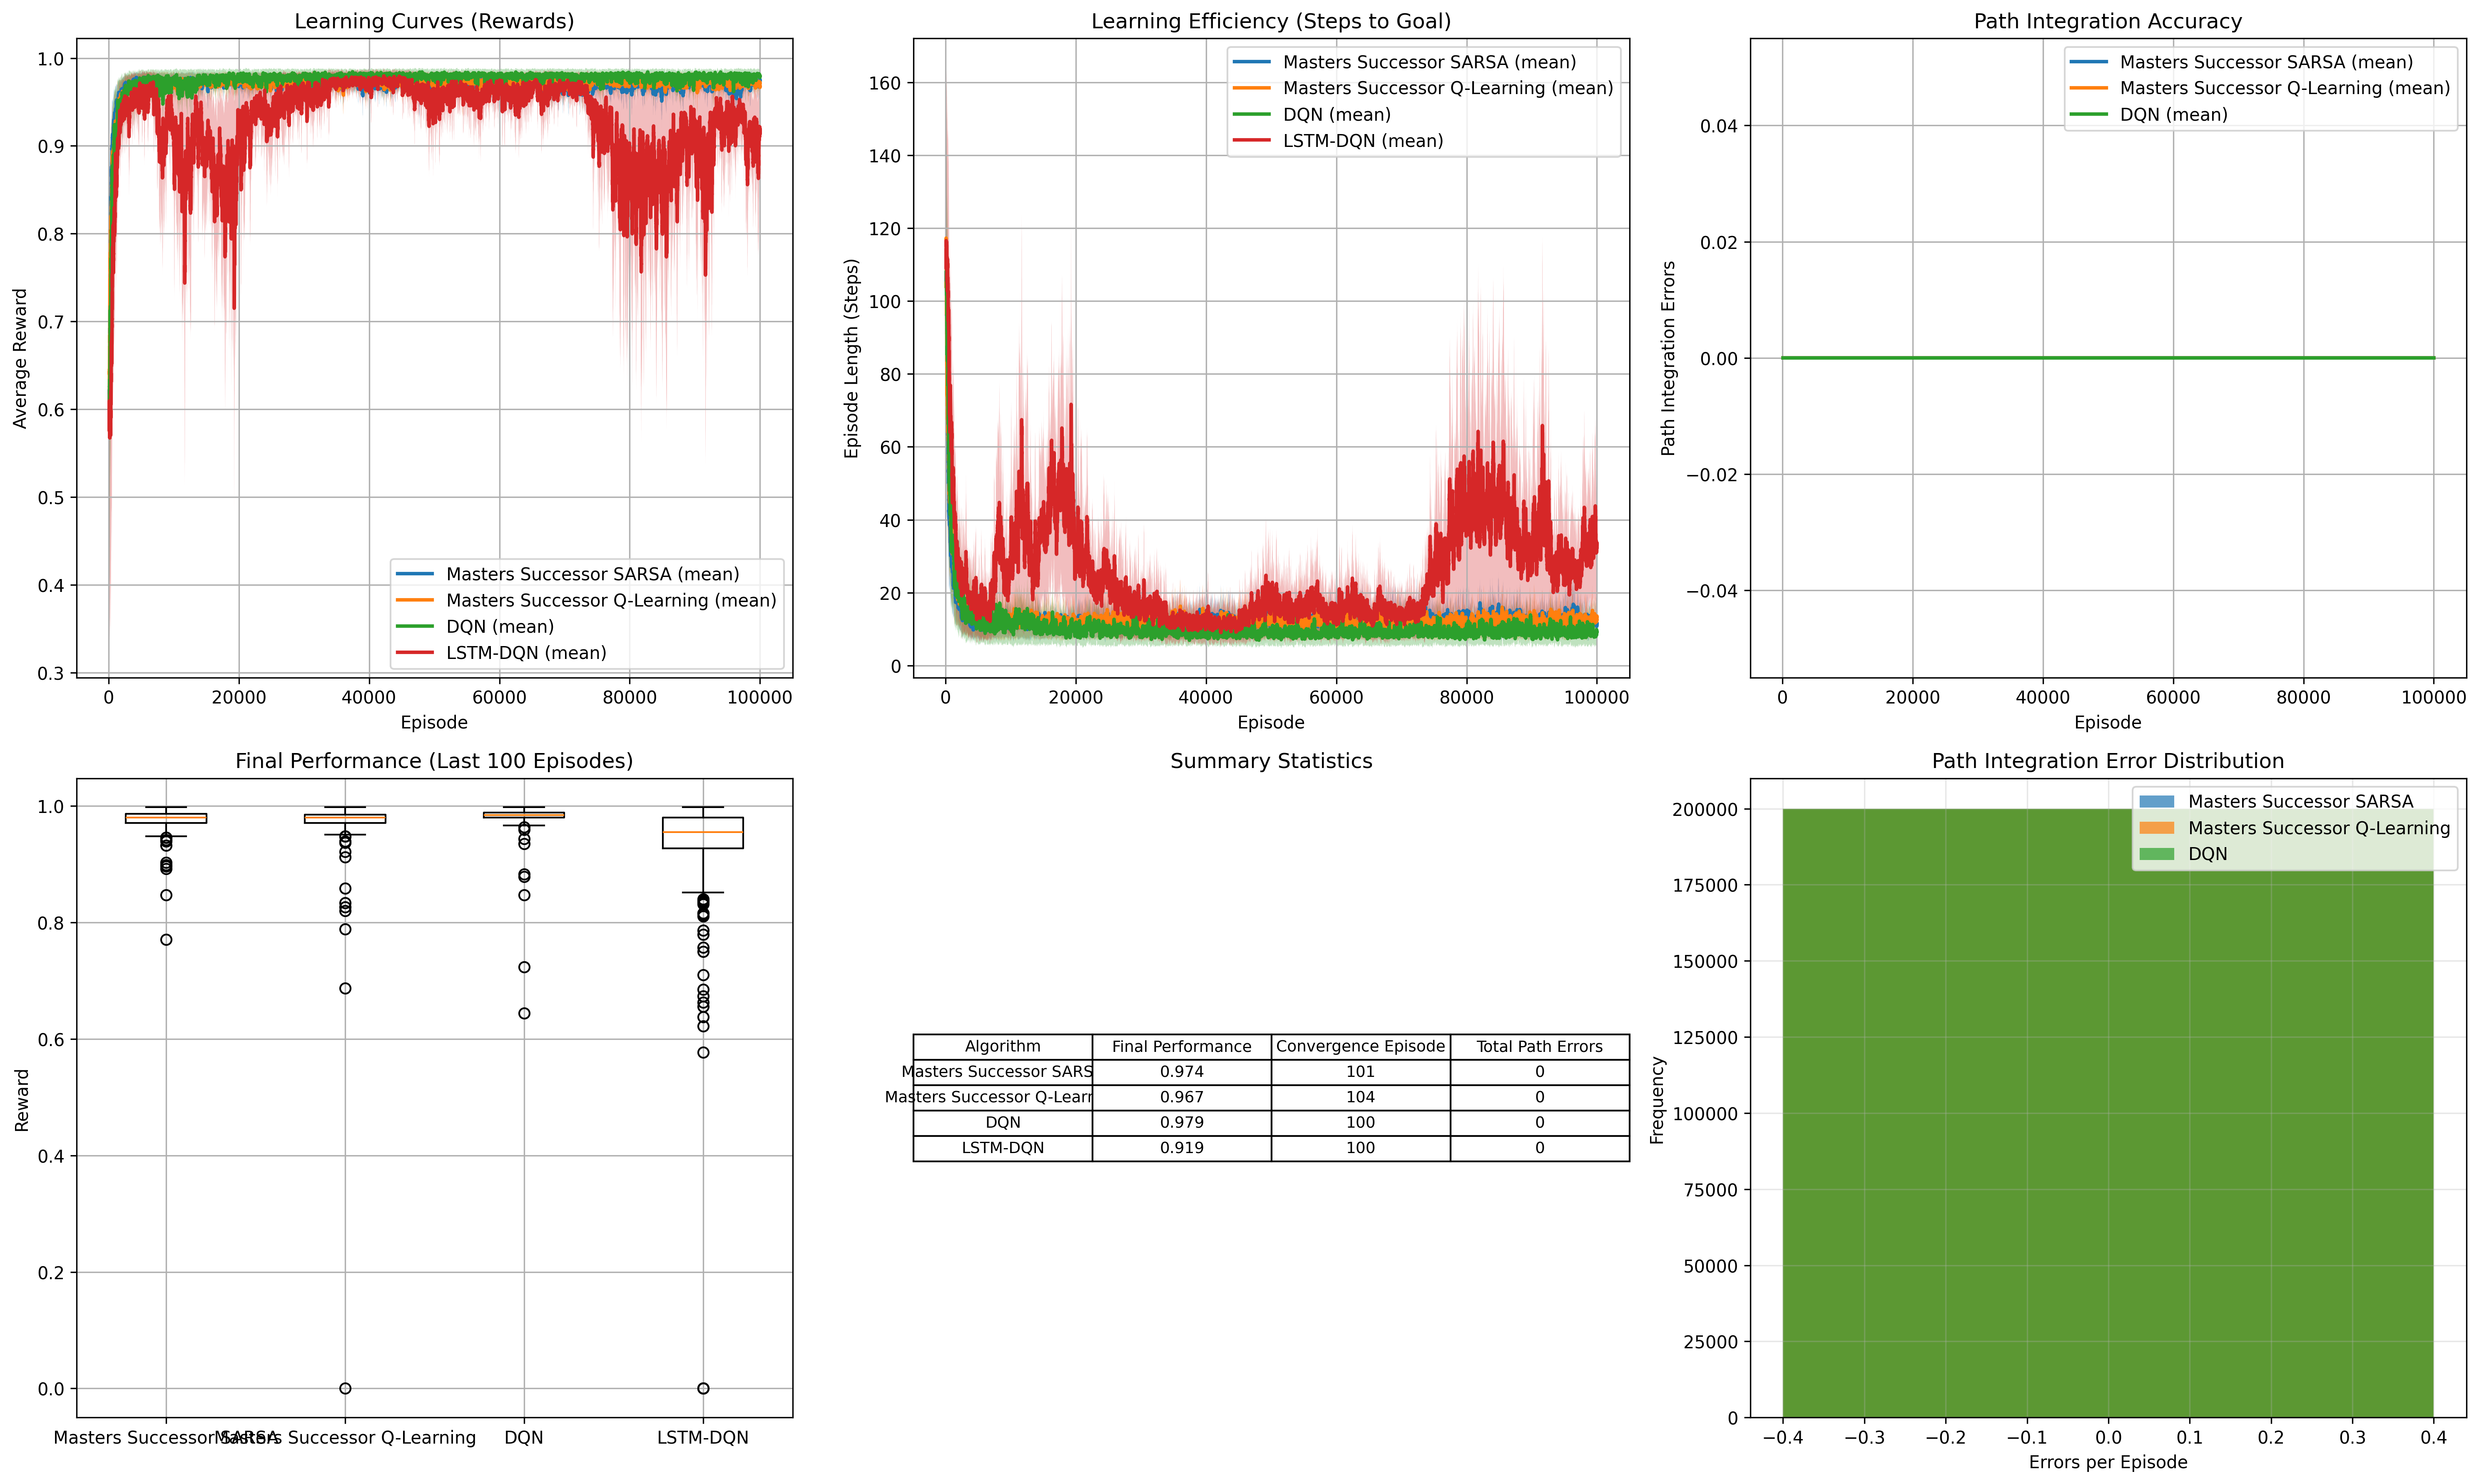 Learning Curves (Rewards)
1.0
0.9
0.8
0.7
0.6
0.5
0.4
0.3
Average Reward
Masters Successor SARSA (mean)
Masters Successor Q-Learning (mean)
DQN (mean)
LSTM-DQN (mean)
0
20000
40000
60000
80000
100000
Episode
Learning Efficiency (Steps to Goal)
160
140
120
100
80
60
40
20
0
Episode Length (Steps)
Masters Successor SARSA (mean)
Masters Successor Q-Learning (mean)
DQN (mean)
LSTM-DQN (mean)
0
20000
40000
60000
80000
100000
Episode
Path Integration Accuracy
0.04
0.02
0.00
−0.02
−0.04
Path Integration Errors
Masters Successor SARSA (mean)
Masters Successor Q-Learning (mean)
DQN (mean)
0
20000
40000
60000
80000
100000
Episode
Final Performance (Last 100 Episodes)
1.0
0.8
0.6
0.4
0.2
0.0
Reward
Masters Successor SARSA
Masters Successor Q-Learning
DQN
LSTM-DQN
Summary Statistics
Algorithm Final Performance Convergence Episode Total Path Errors
Masters Successor SARS 0.974 101 0
Masters Successor Q-Learn 0.967 104 0
DQN 0.979 100 0
LSTM-DQN 0.919 100 0
Path Integration Error Distribution
200000
175000
150000
125000
100000
75000
50000
25000
0
Frequency
Masters Successor SARSA
Masters Successor Q-Learning
DQN
−0.4
−0.3
−0.2
−0.1
0.0
0.1
0.2
0.3
0.4
Errors per Episode